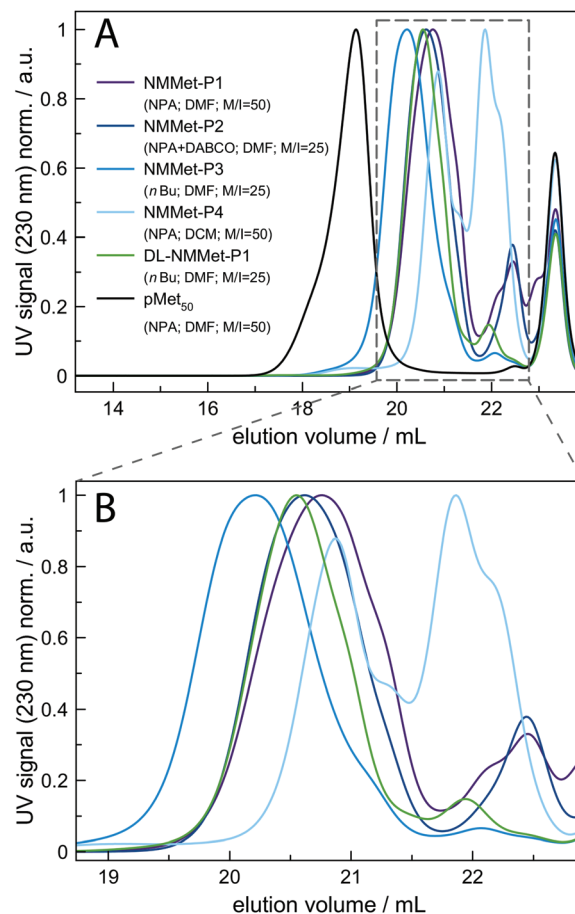 A
NMMet-P1
(NPA; DMF; M/I=50)
NMMet-P2
(NPA+DABCO; DMF; M/I=25)
NMMet-P3
(n Bu; DMF; M/I=25)
NMMet-P4
(NPA; DCM; M/I=50)
DL-NMMet-P1
(n Bu; DMF; M/I=25)
pMet50
(NPA; DMF; M/I=50)
UV signal (230 nm) norm. / a.u.
1
0.8
0.6
0.4
0.2
0
14 16 18 20 22
elution volume / mL
B
UV signal (230 nm) norm. / a.u.
1
0.8
0.6
0.4
0.2
0
19 20 21 22
elution volume / mL